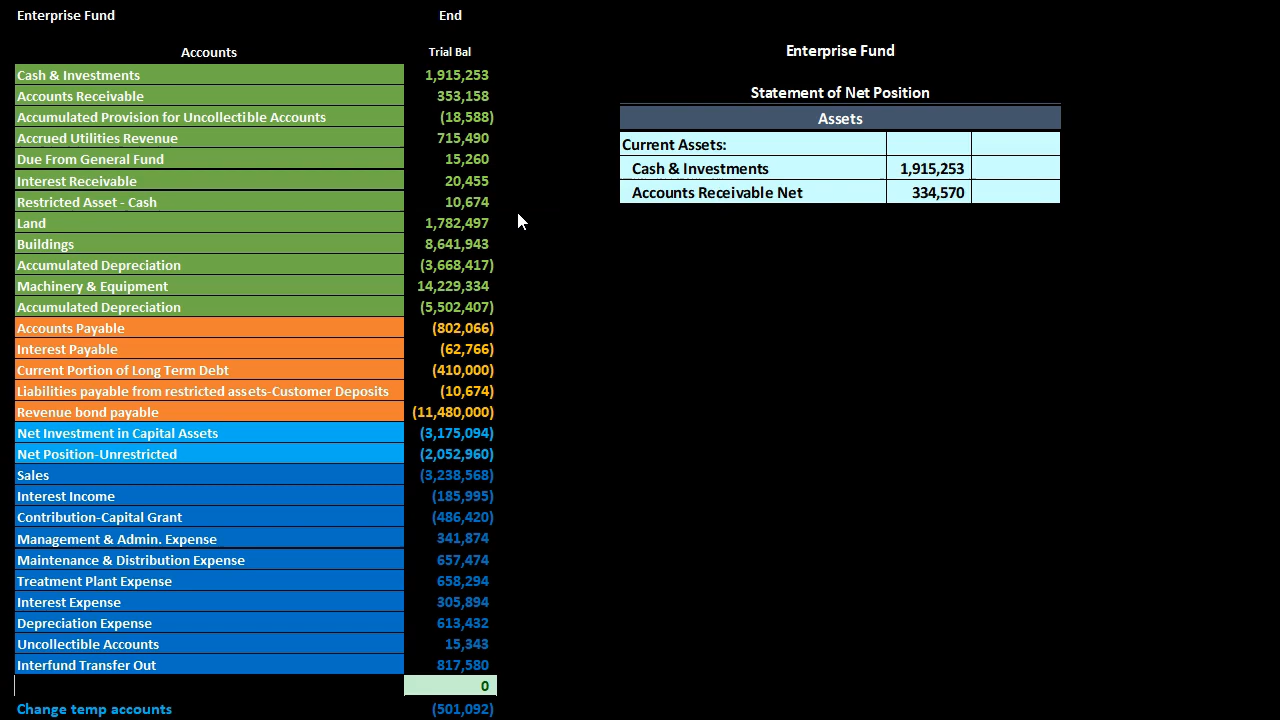 Enterprise Fund End
Accounts Trial Bal
Cash & Investments 1,915,253
Accounts Receivable 353,158
Accumulated Provision for Uncollectible Accounts (18,588)
Accrued Utilities Revenue 715,490
Due From General Fund 15,260
Interest Receivable 20,455
Restricted Asset - Cash 10,674
Land 1,782,497
Buildings 8,641,943
Accumulated Depreciation (3,668,417)
Machinery & Equipment 14,229,334
Accumulated Depreciation (5,502,407)
Accounts Payable (802,066)
Interest Payable (62,766)
Current Portion of Long Term Debt (410,000)
Liabilities payable from restricted assets-Customer Deposits (10,674)
Revenue bond payable (11,480,000)
Net Investment in Capital Assets (3,175,094)
Net Position-Unrestricted (2,052,960)
Sales (3,238,568)
Interest Income (185,995)
Contribution-Capital Grant (486,420)
Management & Admin. Expense 341,874
Maintenance & Distribution Expense 657,474
Treatment Plant Expense 658,294
Interest Expense 305,894
Depreciation Expense 613,432
Uncollectible Accounts 15,343
Interfund Transfer Out 817,580
0
Change temp accounts (501,092)
Enterprise Fund
Statement of Net Position
Assets
Current Assets:
Cash & Investments 1,915,253
Accounts Receivable Net 334,570